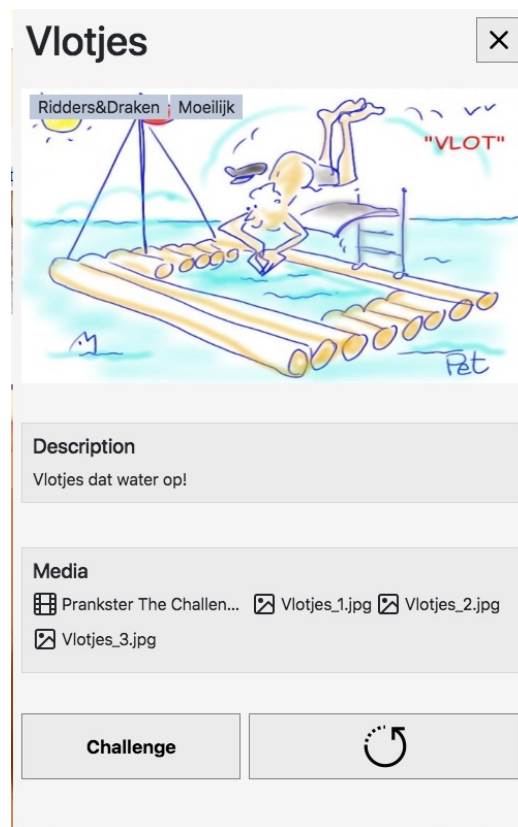 Vlotjes
Ridders&Draken Moeilijk
"VLOT"
Pet
Description
Vlotjes dat water op!
Media
Prankster The Challen... Vlotjes_1.jpg Vlotjes_2.jpg
Vlotjes_3.jpg
Challenge